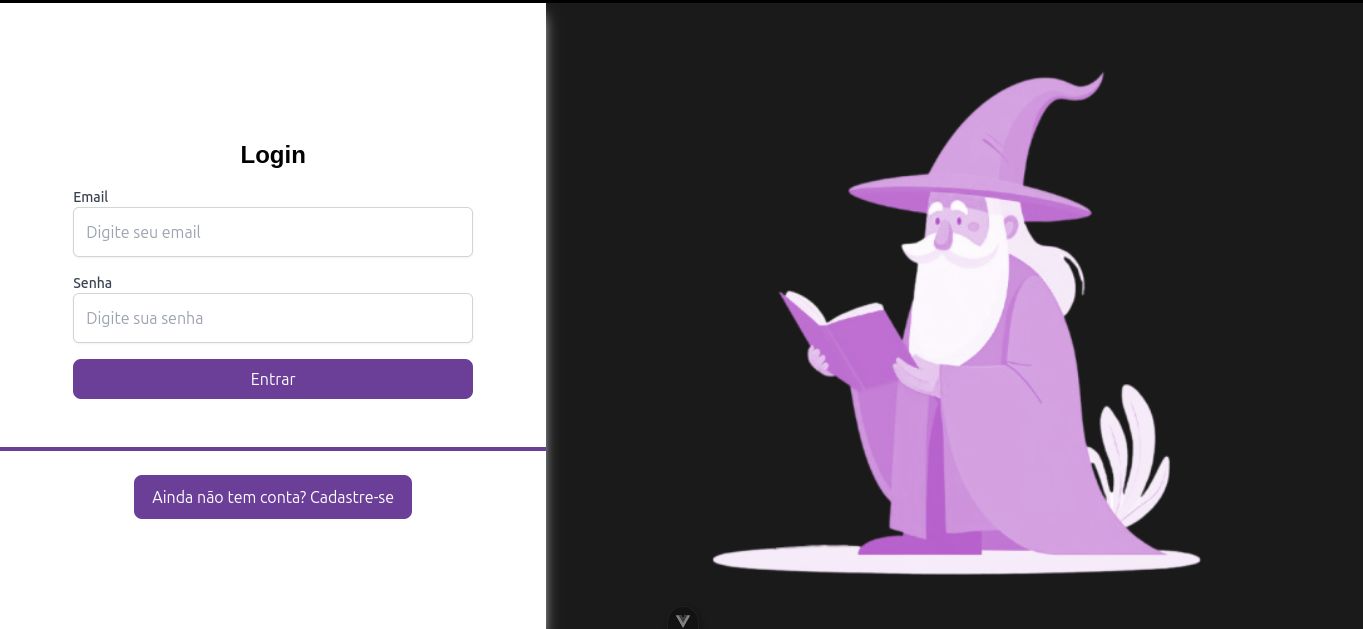 Login
Email
Digite seu email
Senha
Digite sua senha
Entrar
Ainda não tem conta? Cadastre-se